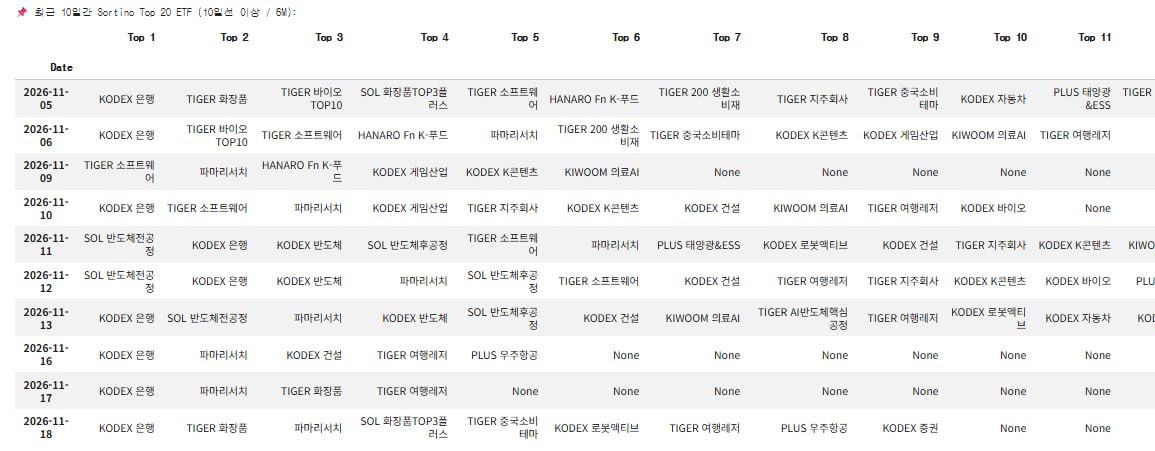 📌 최근 10일간 Sortino Top 20 ETF (10일선 이상 / 6M):
Top 1 Top 2 Top 3 Top 4 Top 5 Top 6 Top 7 Top 8 Top 9 Top 10 Top 11
Date
2026-11-05 KODEX 은행 TIGER 화장품 TIGER 바이오TOP10 SOL 화장품TOP3플러스 TIGER 소프트웨어 HANARO Fn K-푸드 TIGER 200 생활소비재 TIGER 지주회사 TIGER 중국소비테마 KODEX 자동차 PLUS 태양광&ESS TIGER
2026-11-06 KODEX 은행 TIGER 바이오TOP10 TIGER 소프트웨어 HANARO Fn K-푸드 파마리서치 TIGER 200 생활소비재 TIGER 중국소비테마 KODEX K콘텐츠 KODEX 게임산업 KIWOOM 의료AI TIGER 여행레저
2026-11-09 TIGER 소프트웨어 파마리서치 HANARO Fn K-푸드 KODEX 게임산업 KODEX K콘텐츠 KIWOOM 의료AI None None None None None
2026-11-10 KODEX 은행 TIGER 소프트웨어 파마리서치 KODEX 게임산업 TIGER 지주회사 KODEX K콘텐츠 KODEX 건설 KIWOOM 의료AI TIGER 여행레저 KODEX 바이오 None
2026-11-11 SOL 반도체전공정 KODEX 은행 KODEX 반도체 SOL 반도체후공정 TIGER 소프트웨어 파마리서치 PLUS 태양광&ESS KODEX 로봇액티브 KODEX 건설 TIGER 지주회사 KODEX K콘텐츠 KIWO
2026-11-12 SOL 반도체전공정 KODEX 은행 KODEX 반도체 파마리서치 SOL 반도체후공정 TIGER 소프트웨어 KODEX 건설 TIGER 여행레저 TIGER 지주회사 KODEX K콘텐츠 KODEX 바이오 PLU
2026-11-13 KODEX 은행 SOL 반도체전공정 파마리서치 KODEX 반도체 SOL 반도체후공정 KODEX 건설 KIWOOM 의료AI TIGER AI반도체핵심공정 TIGER 여행레저 KODEX 로봇액티브 KODEX 자동차 KOD
2026-11-16 KODEX 은행 파마리서치 KODEX 건설 TIGER 여행레저 PLUS 우주항공 None None None None None None
2026-11-17 KODEX 은행 파마리서치 TIGER 화장품 TIGER 여행레저 None None None None None None None
2026-11-18 KODEX 은행 TIGER 화장품 파마리서치 SOL 화장품TOP3플러스 TIGER 중국소비테마 KODEX 로봇액티브 TIGER 여행레저 PLUS 우주항공 KODEX 증권 None None